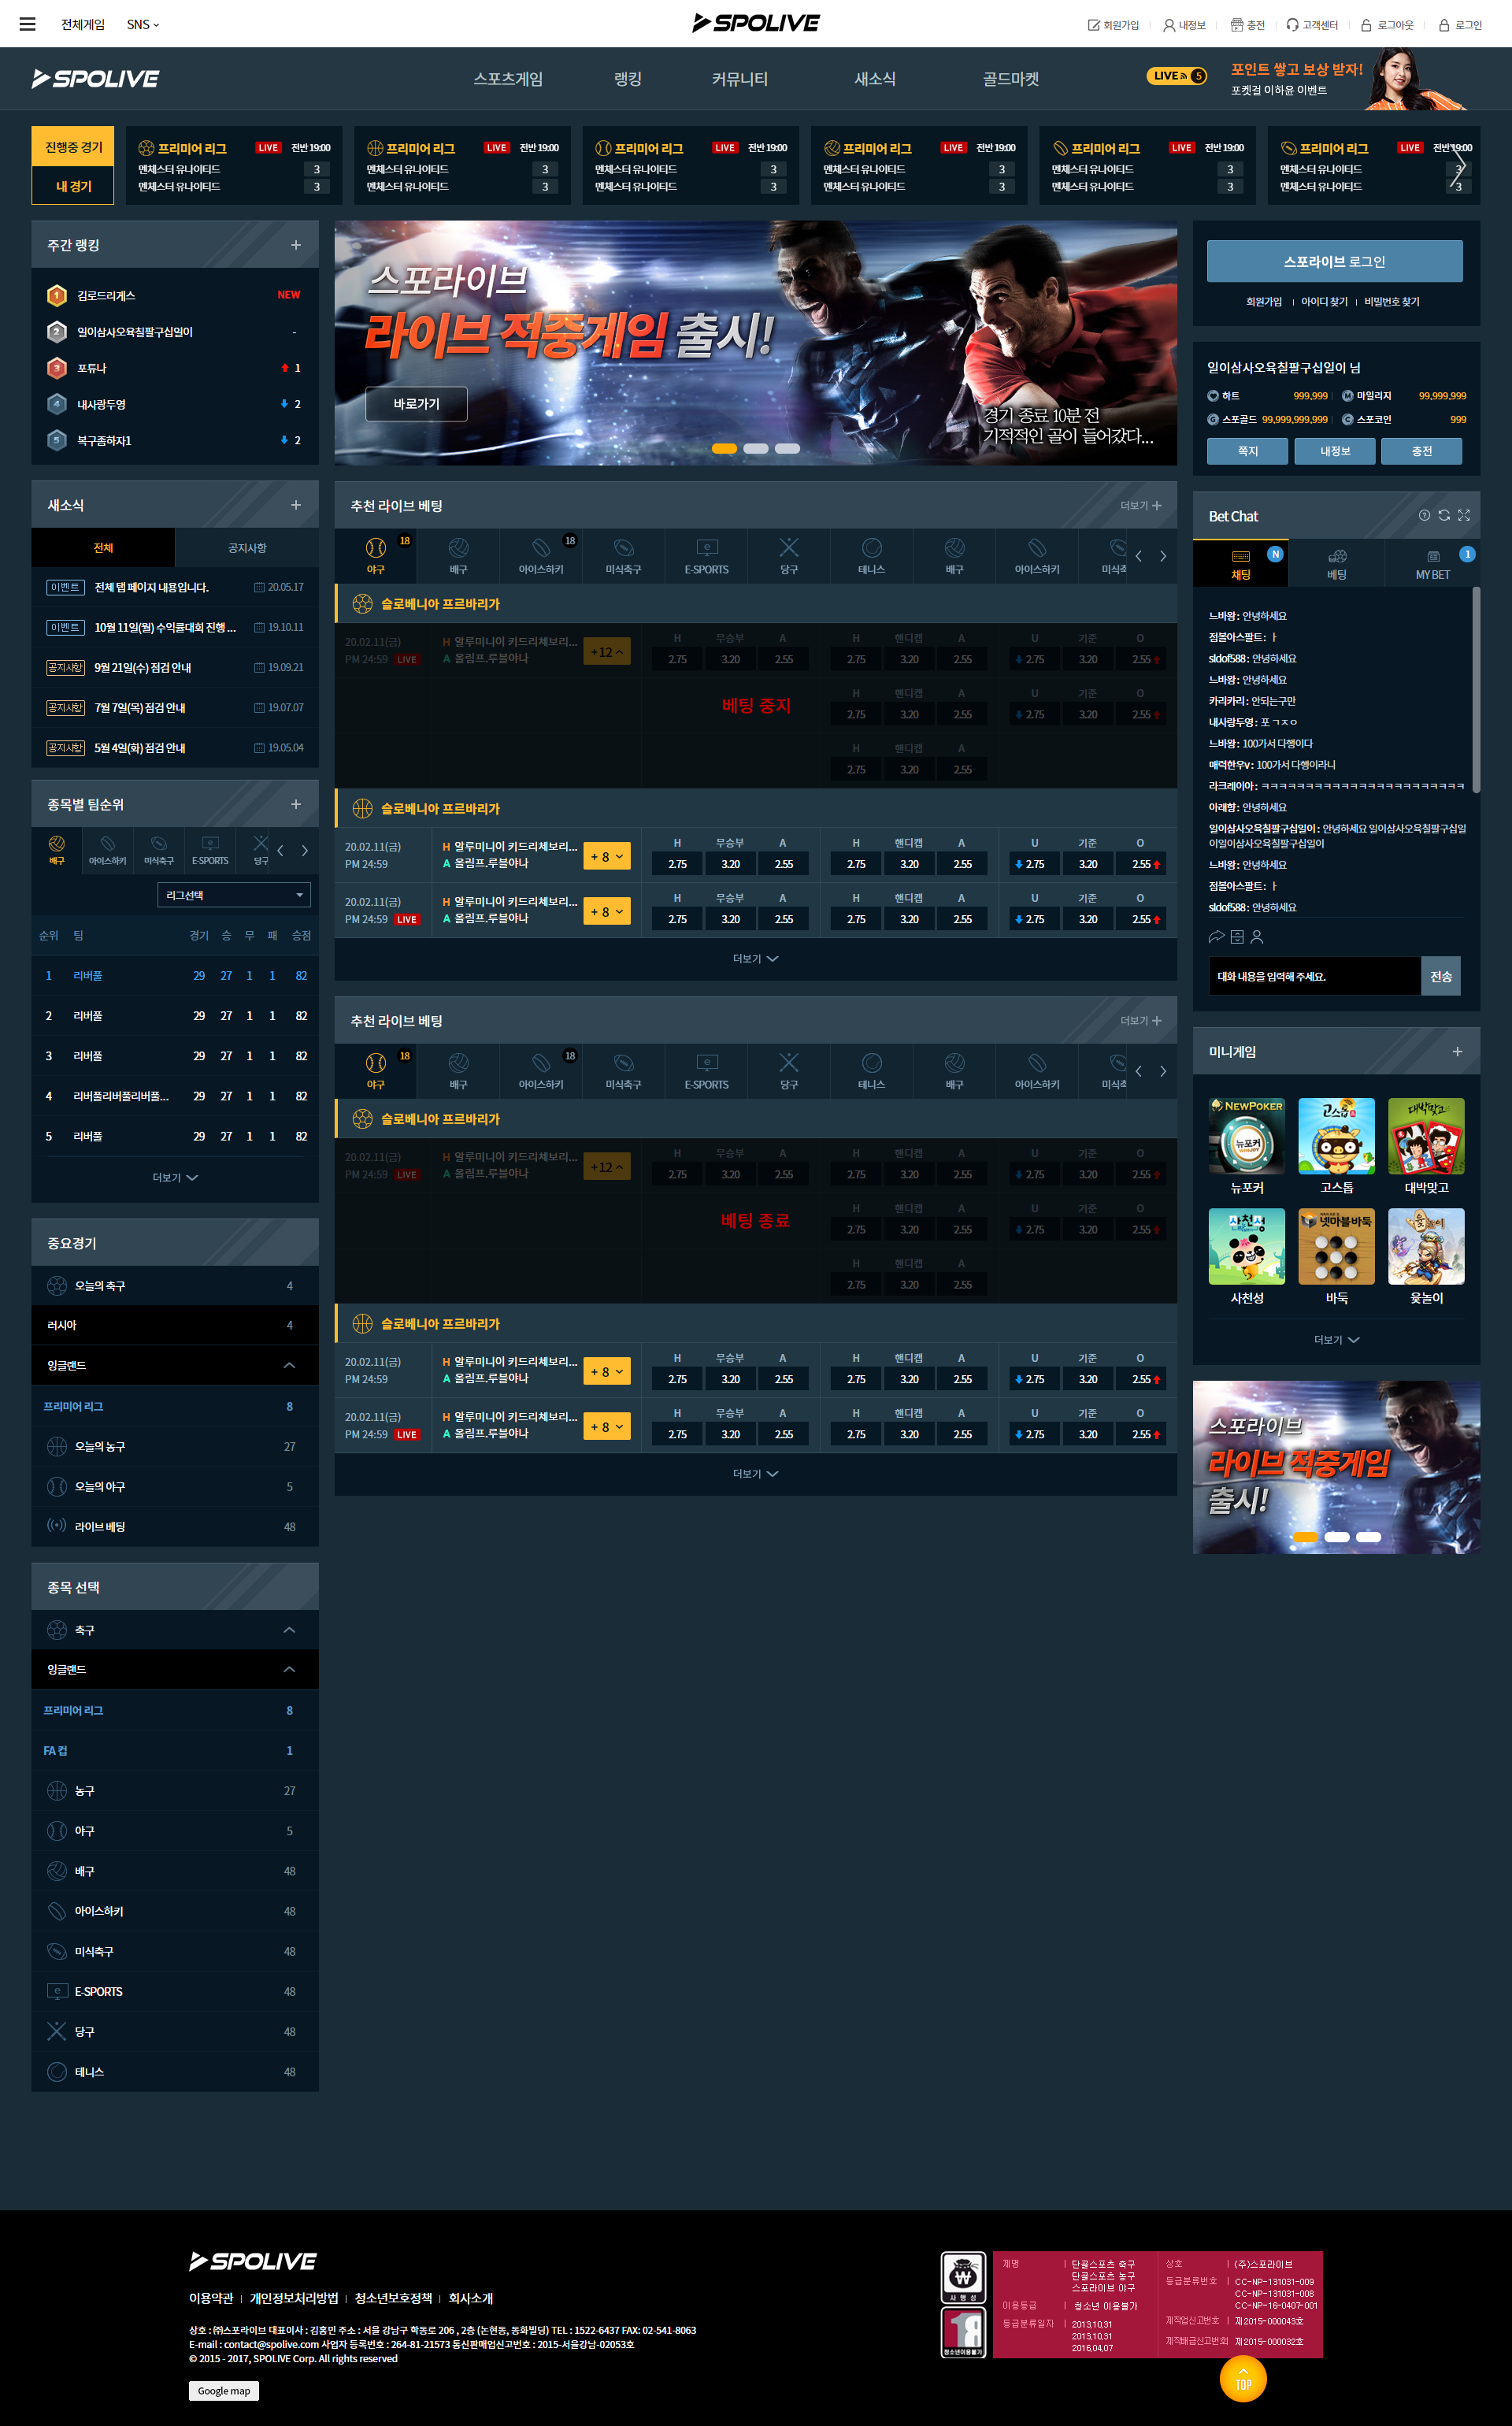 전체게임 SNS
SPOLIVE
회원가입 내정보 충전 고객센터 로그아웃 로그인
SPOLIVE
스포츠게임 랭킹 커뮤니티 새소식 골드마켓
LIVE 5
포인트 쌓고 보상 받자!
포켓걸 이하윤 이벤트
진행중 경기
내 경기
프리미어 리그 LIVE 전반 19:00
맨체스터 유나이티드 3
맨체스터 유나이티드 3
프리미어 리그 LIVE 전반 19:00
맨체스터 유나이티드 3
맨체스터 유나이티드 3
프리미어 리그 LIVE 전반 19:00
맨체스터 유나이티드 3
맨체스터 유나이티드 3
프리미어 리그 LIVE 전반 19:00
맨체스터 유나이티드 3
맨체스터 유나이티드 3
프리미어 리그 LIVE 전반 19:00
맨체스터 유나이티드 3
맨체스터 유나이티드 3
프리미어 리그 LIVE 전반 19:00
맨체스터 유나이티드 3
맨체스터 유나이티드 3
주간 랭킹
1 김로드리게스 NEW
2 일이삼사오육칠팔구십일이 -
3 포튜나 1
4 내사랑두영 2
5 복구좀하자1 2
새소식
전체 공지사항
이벤트 전체 탭 페이지 내용입니다. 20.05.17
이벤트 10월 11일(월) 수익률대회 진행 ... 19.10.11
공지사항 9월 21일(수) 점검 안내 19.09.21
공지사항 7월 7일(목) 점검 안내 19.07.07
공지사항 5월 4일(화) 점검 안내 19.05.04
종목별 팀순위
배구 아이스하키 미식축구 E-SPORTS 당구
리그선택
순위 팀 경기 승 무 패 승점
1 리버풀 29 27 1 1 82
2 리버풀 29 27 1 1 82
3 리버풀 29 27 1 1 82
4 리버풀리버풀리버풀... 29 27 1 1 82
5 리버풀 29 27 1 1 82
더보기
중요경기
오늘의 축구 4
러시아 4
잉글랜드
프리미어 리그 8
오늘의 농구 27
오늘의 야구 5
라이브 베팅 48
종목 선택
축구
잉글랜드
프리미어 리그 8
FA 컵 1
농구 27
야구 5
배구 48
아이스하키 48
미식축구 48
E-SPORTS 48
당구 48
테니스 48
스포라이브
라이브 적중게임 출시!
바로가기
경기 종료 10분 전
기적적인 골이 들어갔다...
추천 라이브 베팅 더보기
야구 18 배구 아이스하키 18 미식축구 E-SPORTS 당구 테니스 배구 아이스하키 미식축
슬로베니아 프르바리가
20.02.11(금) H 알루미니이 키드리체보리... +12 H 무승부 A H 핸디캡 A U 기준 O
PM 24:59 LIVE A 올림프.루블아나 2.75 3.20 2.55 2.75 3.20 2.55 2.75 3.20 2.55
H 핸디캡 A U 기준 O
베팅 중지 2.75 3.20 2.55 2.75 3.20 2.55
H 핸디캡 A
2.75 3.20 2.55
슬로베니아 프르바리가
20.02.11(금) H 알루미니이 키드리체보리... + 8 H 무승부 A H 핸디캡 A U 기준 O
PM 24:59 A 올림프.루블아나 2.75 3.20 2.55 2.75 3.20 2.55 2.75 3.20 2.55
20.02.11(금) H 알루미니이 키드리체보리... + 8 H 무승부 A H 핸디캡 A U 기준 O
PM 24:59 LIVE A 올림프.루블아나 2.75 3.20 2.55 2.75 3.20 2.55 2.75 3.20 2.55
더보기
추천 라이브 베팅 더보기
야구 18 배구 아이스하키 18 미식축구 E-SPORTS 당구 테니스 배구 아이스하키 미식축
슬로베니아 프르바리가
20.02.11(금) H 알루미니이 키드리체보리... +12 H 무승부 A H 핸디캡 A U 기준 O
PM 24:59 LIVE A 올림프.루블아나 2.75 3.20 2.55 2.75 3.20 2.55 2.75 3.20 2.55
H 핸디캡 A U 기준 O
베팅 종료 2.75 3.20 2.55 2.75 3.20 2.55
H 핸디캡 A
2.75 3.20 2.55
슬로베니아 프르바리가
20.02.11(금) H 알루미니이 키드리체보리... + 8 H 무승부 A H 핸디캡 A U 기준 O
PM 24:59 A 올림프.루블아나 2.75 3.20 2.55 2.75 3.20 2.55 2.75 3.20 2.55
20.02.11(금) H 알루미니이 키드리체보리... + 8 H 무승부 A H 핸디캡 A U 기준 O
PM 24:59 LIVE A 올림프.루블아나 2.75 3.20 2.55 2.75 3.20 2.55 2.75 3.20 2.55
더보기
스포라이브 로그인
회원가입 아이디 찾기 비밀번호 찾기
일이삼사오육칠팔구십일이 님
하트 999,999 M 마일리지 99,999,999
G 스포골드 99,999,999,999 C 스포코인 999
쪽지 내정보 충전
Bet Chat
채팅 N 베팅 MY BET 1
느바왕 : 안녕하세요
점볼아스팔트 : ㅏ
sldof588 : 안녕하세요
느바왕 : 안녕하세요
카리카리 : 안되는구만
내사랑두영 : 포 ㄱㅈㅇ
느바왕 : 100가서 다행이다
매력한우v : 100가서 다행이라니
라크레이아 : ㅋㅋㅋㅋㅋㅋㅋㅋㅋㅋㅋㅋㅋㅋㅋㅋㅋㅋㅋㅋㅋㅋㅋ
아래향 : 안녕하세요
일이삼사오육칠팔구십일이 : 안녕하세요 일이삼사오육칠팔구십일
이일이삼사오육칠팔구십일이
느바왕 : 안녕하세요
점볼아스팔트 : ㅏ
sldof588 : 안녕하세요
대화 내용을 입력해 주세요. 전송
미니게임
NEWPOKER 뉴포커 고스톱 대박맞고
뉴포커 고스톱 대박맞고
사천성 넷마블바둑 윷놀이
사천성 바둑 윷놀이
더보기
스포라이브
라이브 적중게임
출시!
SPOLIVE
이용약관 개인정보처리방법 청소년보호정책 회사소개
상호 : ㈜스포라이브 대표이사 : 김홍민 주소 : 서울 강남구 학동로 206 , 2층 (논현동, 동화빌딩) TEL : 1522-6437 FAX: 02-541-8063
E-mail : contact@spolive.com 사업자 등록번호 : 264-81-21573 통신판매업신고번호 : 2015-서울강남-02053호
© 2015 - 2017, SPOLIVE Corp. All rights reserved
Google map
사행성
청소년이용불가
제명 단골스포츠 축구
단골스포츠 농구
스포라이브 야구
이용등급 청소년 이용불가
등급분류일자 2013.10.31
2013.10.31
2016.04.07
상호 (주)스포라이브
등급분류번호 CC-NP-131031-009
CC-NP-131031-008
CC-NP-16-0407-001
제작업신고번호 제2015-000043호
제작배급신고번호 제2015-000032호
TOP